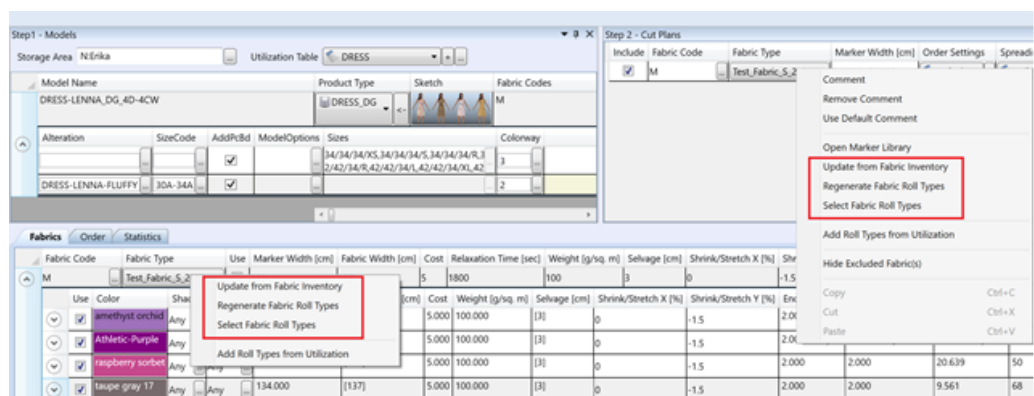 Step1 - Models
Step 2 - Cut Plans
Storage Area N:Erika ... Utilization Table DRESS + ...
Include Fabric Code Fabric Type Marker Width [cm] Order Settings Spreadi
M ... Test_Fabric_S_2
Model Name Product Type Sketch Fabric Codes
DRESS-LENNA_DG_4D-4CW DRESS_DG <- M
Alteration SizeCode AddPcBd ModelOptions Sizes Colorway
34/34/34/XS,34/34/34/S,34/34/34/R,3
2/42/34/R,42/42/34/L,42/42/34/XL,42
3
DRESS-LENNA-FLUFFY ... 30A-34A ... 2 ...
Comment
Remove Comment
Use Default Comment
Open Marker Library
Update from Fabric Inventory
Regenerate Fabric Roll Types
Select Fabric Roll Types
Add Roll Types from Utilization
Hide Excluded Fabric(s)
Copy Ctrl+C
Cut Ctrl+X
Paste Ctrl+V
Fabrics Order Statistics
Fabric Code Fabric Type Use Marker Width [cm] Fabric Width [cm] Cost Relaxation Time [sec] Weight [g/sq. m] Selvage [cm] Shrink/Stretch X [%] Shr
M ... Test_Fabric_S_2 5 1800 100 3 0 -1.5
Update from Fabric Inventory
Regenerate Fabric Roll Types
Select Fabric Roll Types
Add Roll Types from Utilization
Use Color Sha [cm] Cost Weight [g/sq. m] Selvage [cm] Shrink/Stretch X [%] Shrink/Stretch Y [%] End
amethyst orchid Any 5.000 100.000 [3] 0 -1.5 2.00
Athletic-Purple Any 5.000 100.000 [3] 0 -1.5 2.00
raspberry sorbet Any ... Any 5.000 100.000 [3] 0 -1.5 2.000 2.000 20.639 50
taupe gray 17 Any ... Any ... 134.000 [137] 5.000 100.000 [3] 0 -1.5 2.000 2.000 9.561 68